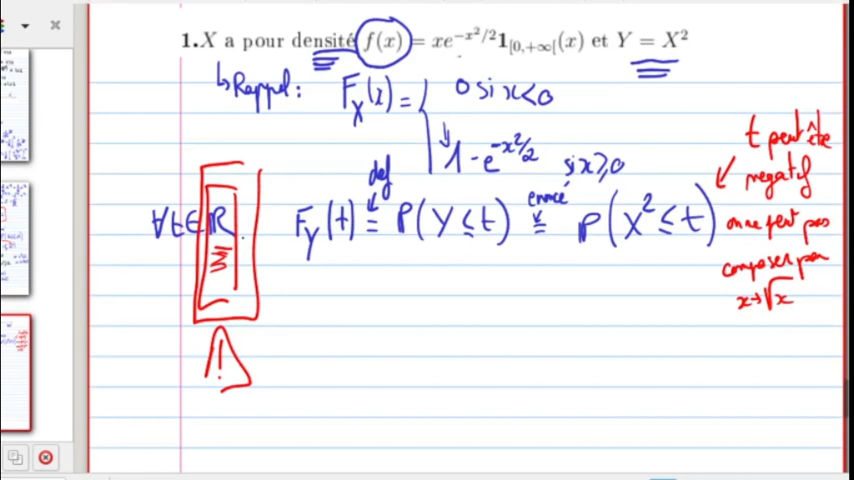 1. X a pour densité f(x) = xe^{-x²/2} 1_{[0,+∞[}(x) et Y = X²
↳ Rappel : F_X(x) = { 0 si x < 0
1 - e^{-x²/2} si x ≥ 0
∀t ∈ ℝ F_Y(t) = P(Y ≤ t) = P(X² ≤ t)
def
énoncé
!
t peut être
negatif
on ne peut pas
composer par
x → √x